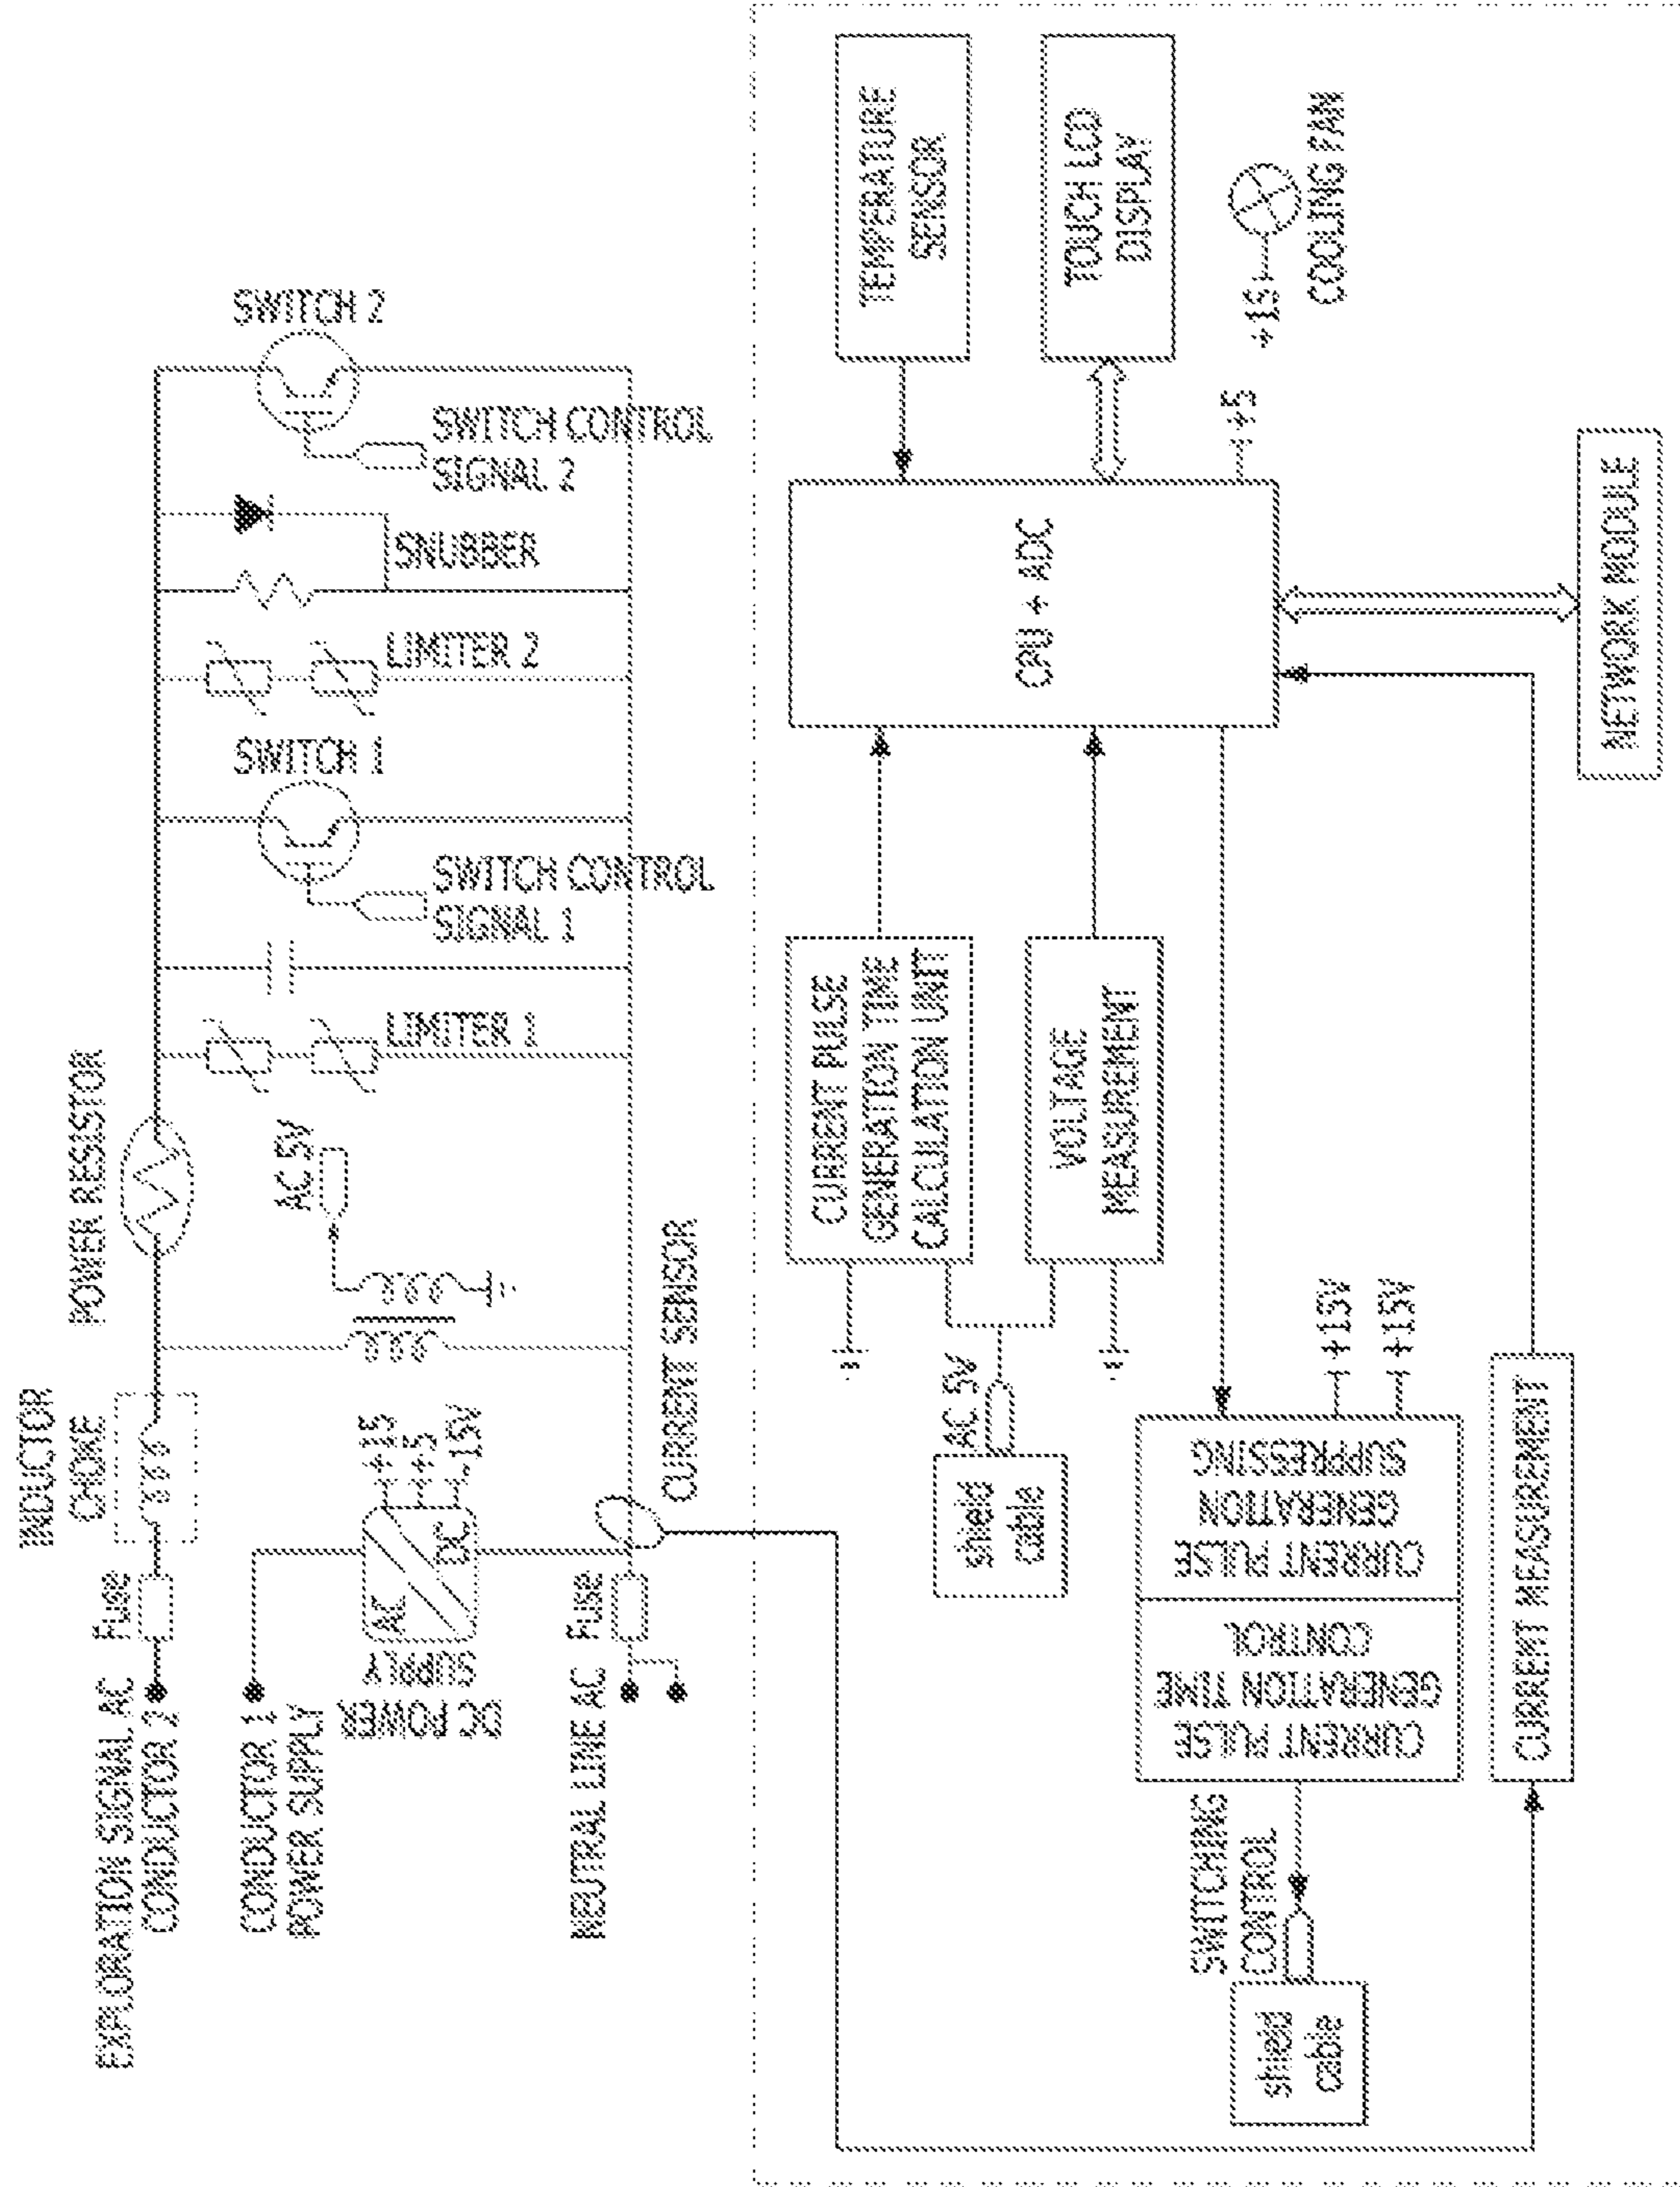 INDUCTOR
CHOKE
POWER RESISTOR
EXPLORATION SIGNAL AC
CONDUCTOR 2
Fuse
CONDUCTOR 1
POWER SUPPLY
DC POWER
SUPPLY
AC
DC
+15
+5
-15V
AC 5V
NEUTRAL LINE AC
Fuse
CURRENT SENSOR
LIMITER 1
SWITCH 1
SWITCH CONTROL
SIGNAL 1
LIMITER 2
SNUBBER
SWITCH 2
SWITCH CONTROL
SIGNAL 2
CURRENT PULSE
GENERATION TIME
CALCULATION UNIT
VOLTAGE
MEASUREMENT
AC 5V
shield
cable
CPU + ADC
TEMPERATURE
SENSOR
TOUCH LCD
DISPLAY
+5
+15
COOLING FAN
SWITCHING
CONTROL
shield
cable
CURRENT PULSE
GENERATION TIME
CONTROL
CURRENT PULSE
GENERATION
SUPPRESSING
+15V
+15V
CURRENT MEASUREMENT
NETWORK MODULE